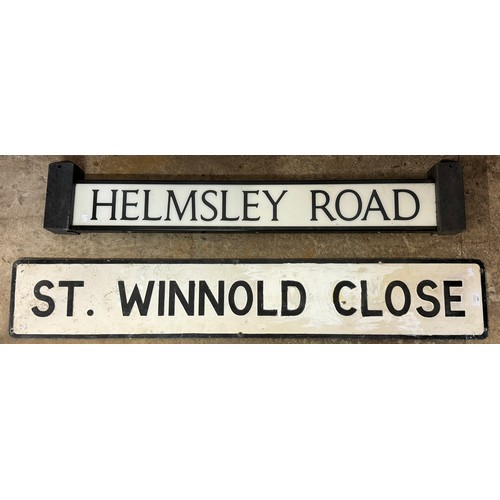 HELMSLEY ROAD
ST. WINNOLD CLOSE